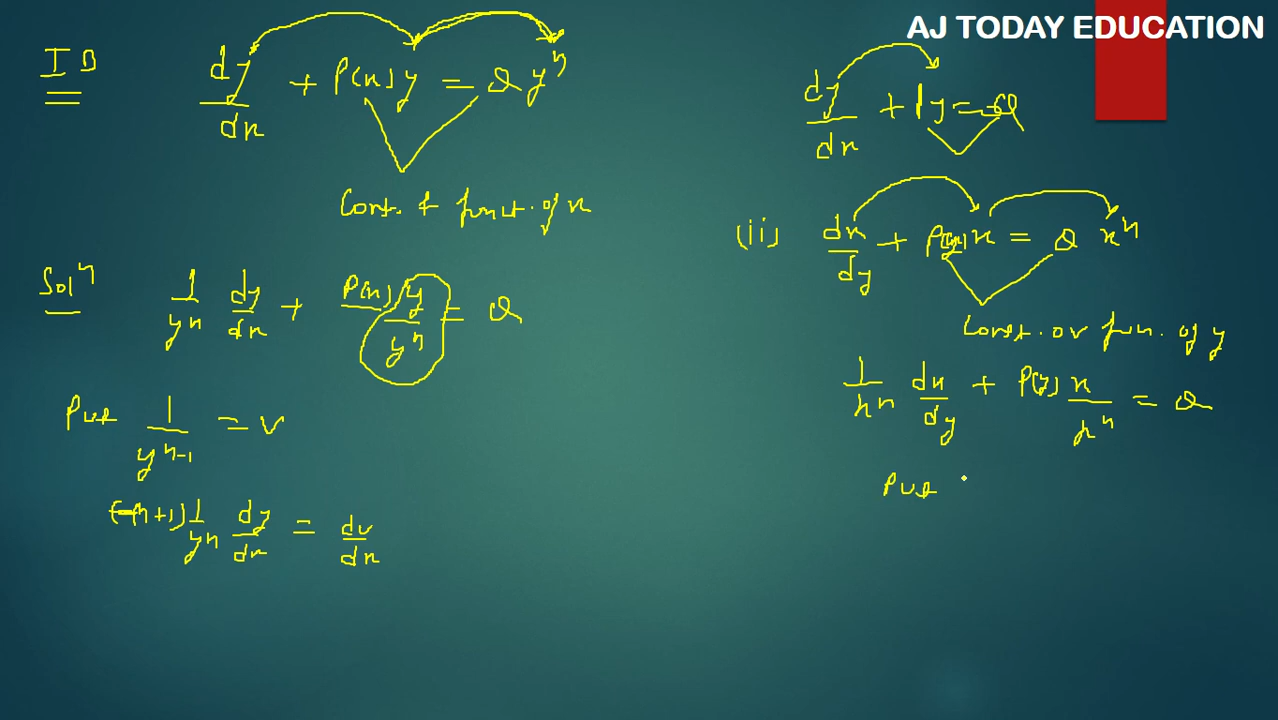 AJ TODAY EDUCATION
dy/dx + P(x)y = Q y^n
Const. & funct. of x
Sol^n 1/y^n dy/dx + P(x) y/y^n = Q
Put 1/y^(n-1) = v
(-n+1) 1/y^n dy/dx = dv/dx
dy/dx + Py = Q
(ii) dx/dy + P(y)x = Q x^n
Const. or fun. of y
1/x^n dx/dy + P(y) x/x^n = Q
Put